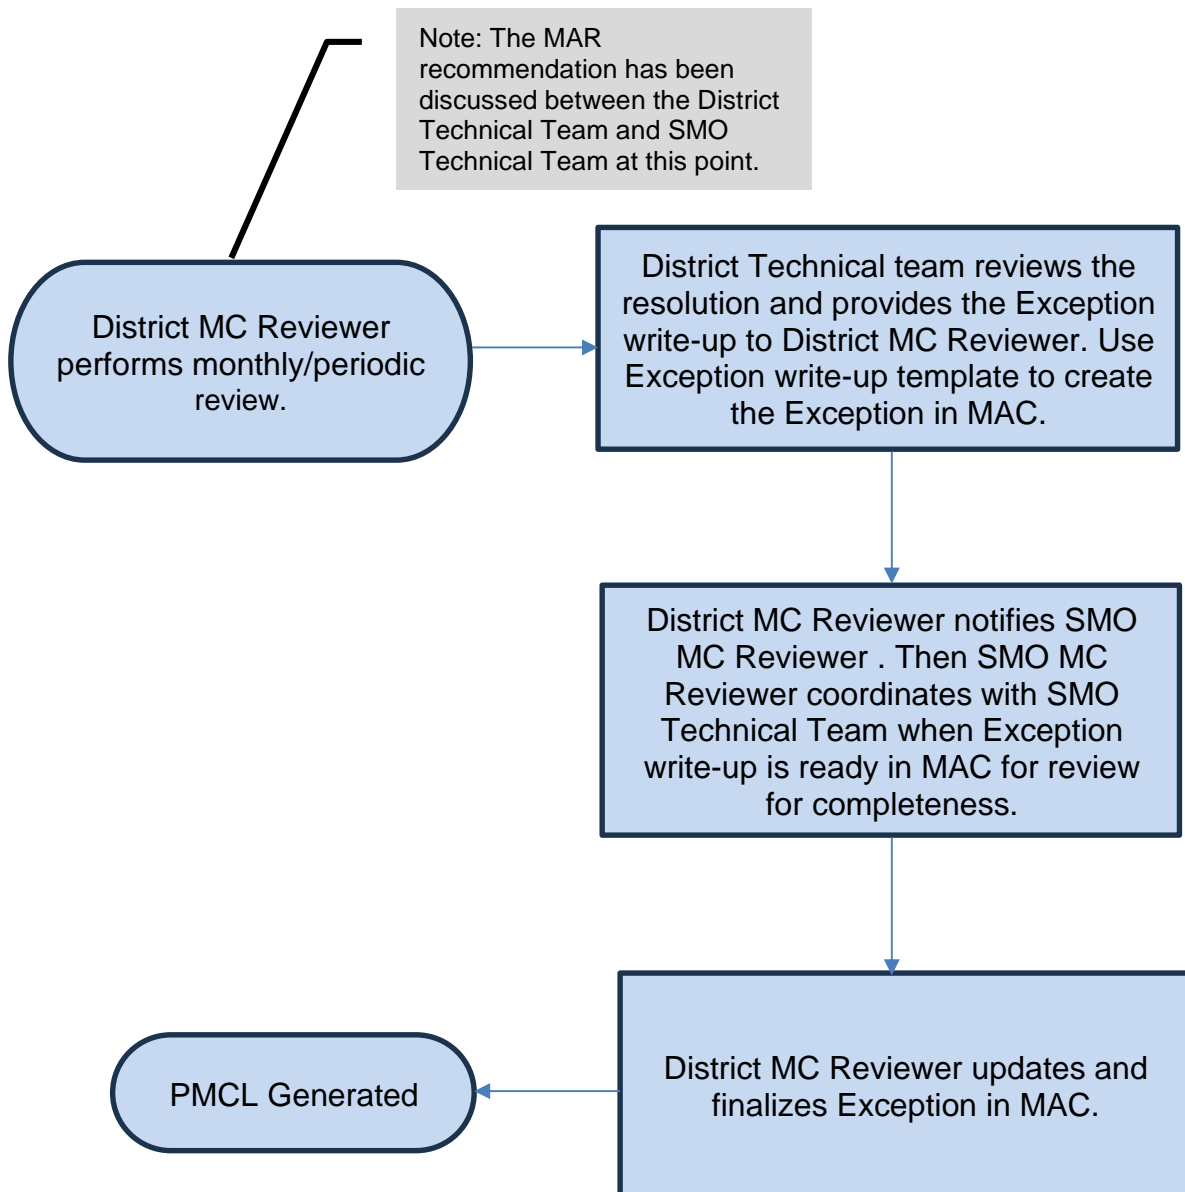 Note: The MAR
recommendation has been
discussed between the District
Technical Team and SMO
Technical Team at this point.
District MC Reviewer
performs monthly/periodic
review.
District Technical team reviews the
resolution and provides the Exception
write-up to District MC Reviewer. Use
Exception write-up template to create
the Exception in MAC.
District MC Reviewer notifies SMO
MC Reviewer . Then SMO MC
Reviewer coordinates with SMO
Technical Team when Exception
write-up is ready in MAC for review
for completeness.
District MC Reviewer updates and
finalizes Exception in MAC.
PMCL Generated